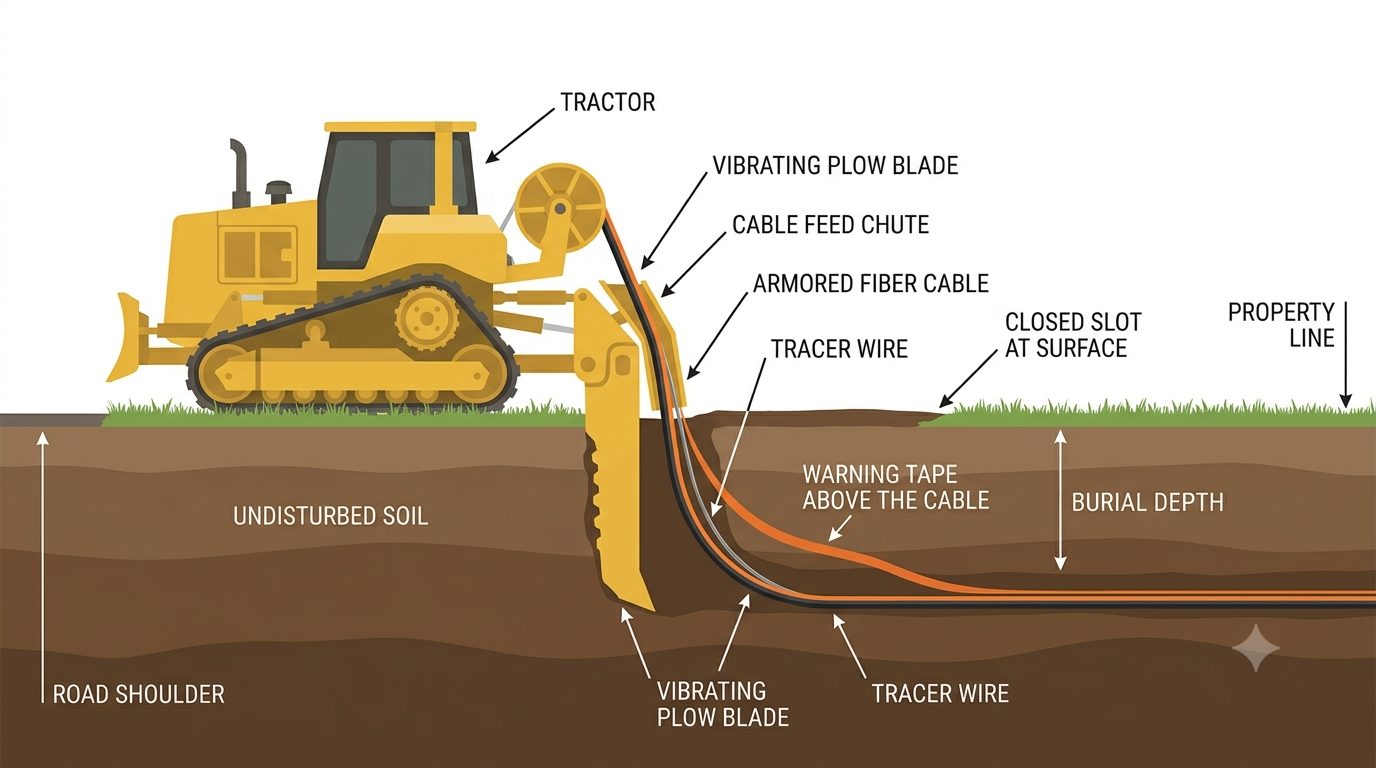 TRACTOR
VIBRATING PLOW BLADE
CABLE FEED CHUTE
ARMORED FIBER CABLE
TRACER WIRE
CLOSED SLOT
AT SURFACE
PROPERTY
LINE
WARNING TAPE
ABOVE THE CABLE
BURIAL DEPTH
UNDISTURBED SOIL
ROAD SHOULDER
VIBRATING
PLOW BLADE
TRACER WIRE